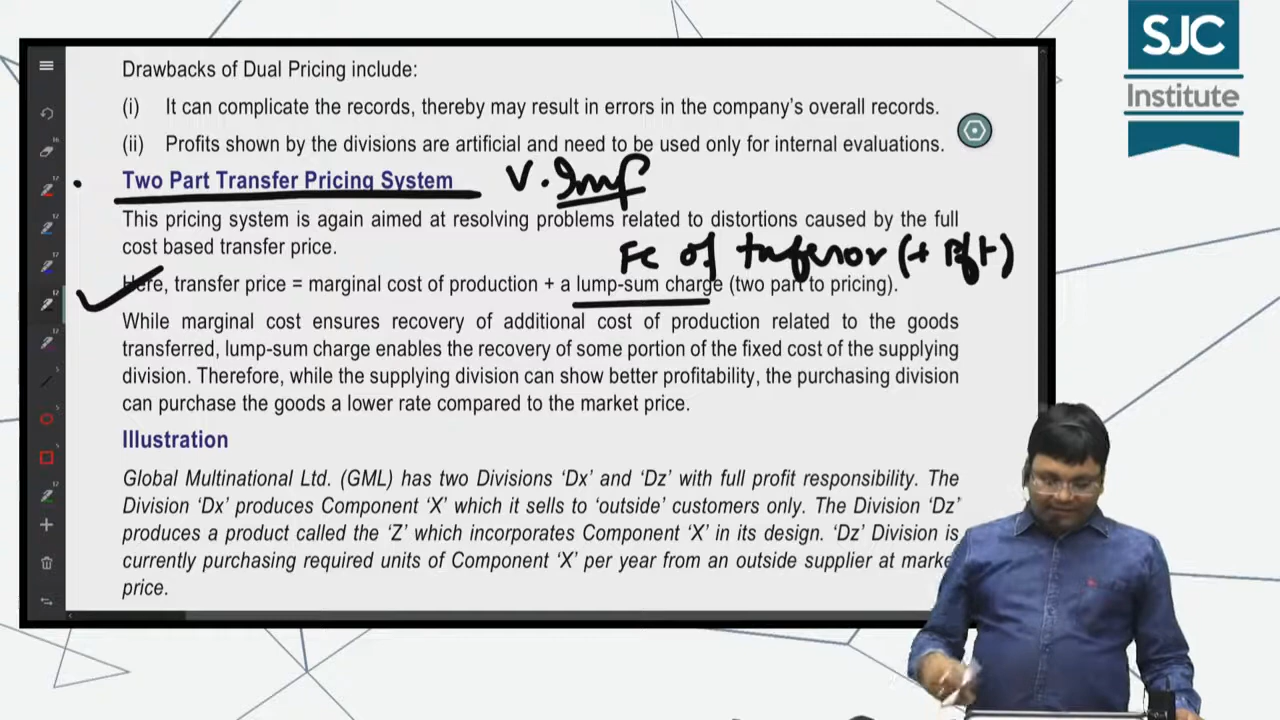 SJC
Institute
Drawbacks of Dual Pricing include:
(i) It can complicate the records, thereby may result in errors in the company's overall records.
(ii) Profits shown by the divisions are artificial and need to be used only for internal evaluations.
Two Part Transfer Pricing System V. Imp
This pricing system is again aimed at resolving problems related to distortions caused by the full
cost based transfer price.
FC of (+ Pft)
Here, transfer price = marginal cost of production + a lump-sum charge (two part to pricing).
While marginal cost ensures recovery of additional cost of production related to the goods
transferred, lump-sum charge enables the recovery of some portion of the fixed cost of the supplying
division. Therefore, while the supplying division can show better profitability, the purchasing division
can purchase the goods a lower rate compared to the market price.
Illustration
Global Multinational Ltd. (GML) has two Divisions 'Dx' and 'Dz' with full profit responsibility. The
Division 'Dx' produces Component 'X' which it sells to 'outside' customers only. The Division 'Dz'
produces a product called the 'Z' which incorporates Component 'X' in its design. 'Dz' Division is
currently purchasing required units of Component 'X' per year from an outside supplier at marke
price.